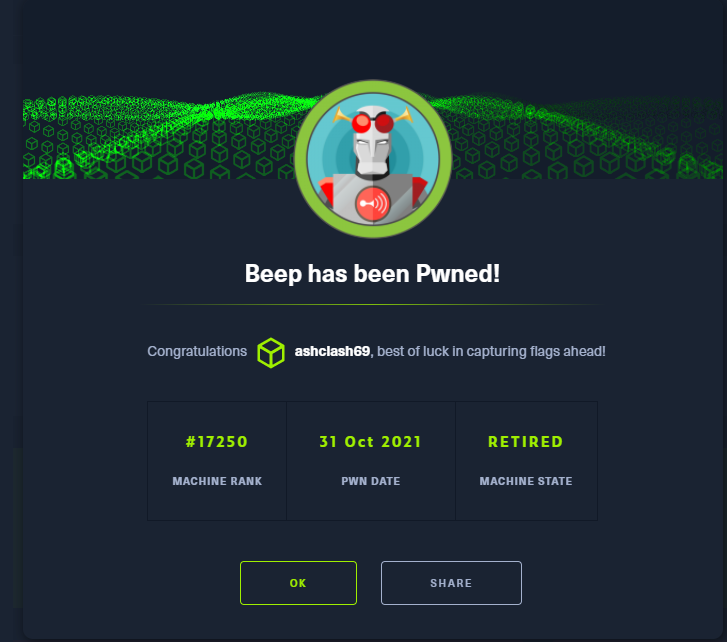 Beep has been Pwned!
Congratulations ashclash69, best of luck in capturing flags ahead!
#17250 31 Oct 2021 RETIRED
MACHINE RANK PWN DATE MACHINE STATE
OK SHARE